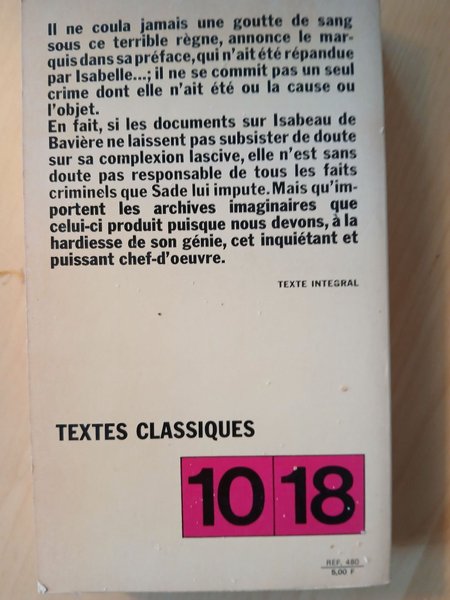 Il ne coula jamais une goutte de sang
sous ce terrible règne, annonce le mar-
quis dans sa préface, qui n'ait été répandue
par Isabelle...; il ne se commit pas un seul
crime dont elle n'ait été ou la cause ou
l'objet.
En fait, si les documents sur Isabeau de
Bavière ne laissent pas subsister de doute
sur sa complexion lascive, elle n'est sans
doute pas responsable de tous les faits
criminels que Sade lui impute. Mais qu'im-
portent les archives imaginaires que
celui-ci produit puisque nous devons, à la
hardiesse de son génie, cet inquiétant et
puissant chef-d'oeuvre.
TEXTE INTEGRAL
TEXTES CLASSIQUES
10 18
REF. 480
5,00 F